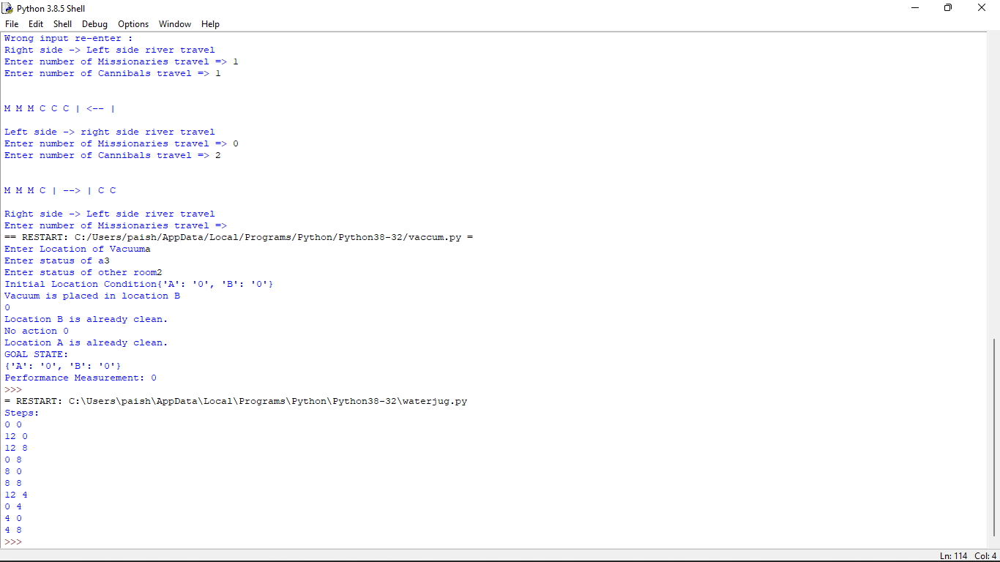 Python 3.8.5 Shell
File Edit Shell Debug Options Window Help
Wrong input re-enter :
Right side -> Left side river travel
Enter number of Missionaries travel => 1
Enter number of Cannibals travel => 1
M M M C C C | <-- |
Left side -> right side river travel
Enter number of Missionaries travel => 0
Enter number of Cannibals travel => 2
M M M C | --> | C C
Right side -> Left side river travel
Enter number of Missionaries travel =>
== RESTART: C:/Users/paish/AppData/Local/Programs/Python/Python38-32/vaccum.py =
Enter Location of Vacuuma
Enter status of a3
Enter status of other room2
Initial Location Condition{'A': '0', 'B': '0'}
Vacuum is placed in location B
0
Location B is already clean.
No action 0
Location A is already clean.
GOAL STATE:
{'A': '0', 'B': '0'}
Performance Measurement: 0
>>>
= RESTART: C:\Users\paish\AppData\Local\Programs\Python\Python38-32\waterjug.py
Steps:
0 0
12 0
12 8
0 8
8 0
8 8
12 4
0 4
4 0
4 8
>>>
Ln: 114 Col: 4